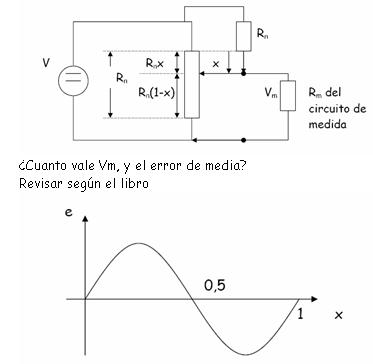 Rn
V
Rnx
x
Rn
Rn(1-x)
Vm
Rm del
circuito de
medida
¿Cuanto vale Vm, y el error de media?
Revisar según el libro
e
0,5
1
x